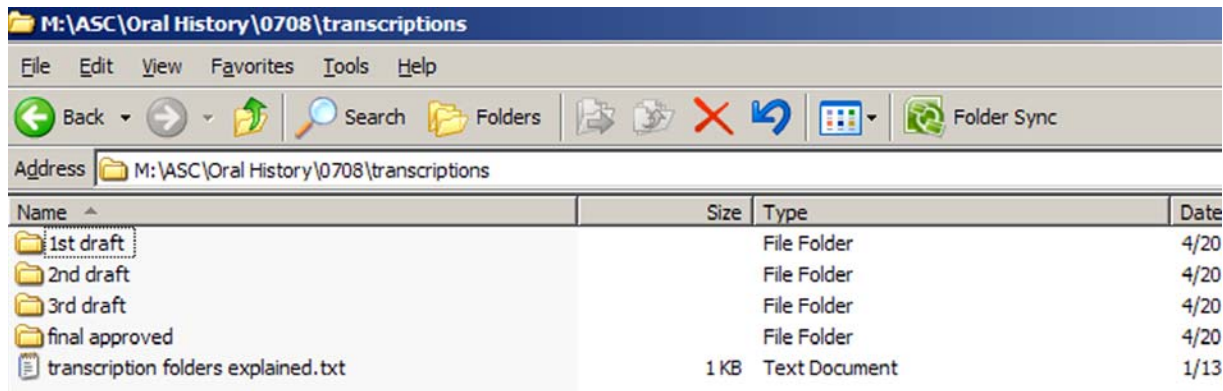 M:\ASC\Oral History\0708\transcriptions
File Edit View Favorites Tools Help
Back Search Folders Folder Sync
Address M:\ASC\Oral History\0708\transcriptions
Name Size Type Date
1st draft File Folder 4/20
2nd draft File Folder 4/20
3rd draft File Folder 4/20
final approved File Folder 4/20
transcription folders explained.txt 1 KB Text Document 1/13